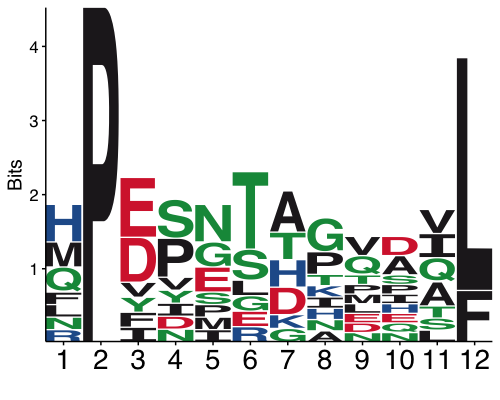 Bits
4
3
2
1
H M Q F L N R
P
E D V Y F I
S P V Y I D N
N G E S P M I
T S L G E R
A T H D K G
G P T K I H N A
V Q T P M L E D N
D A S P I H E Q N
V I Q A T S L
L F
1 2 3 4 5 6 7 8 9 10 11 12